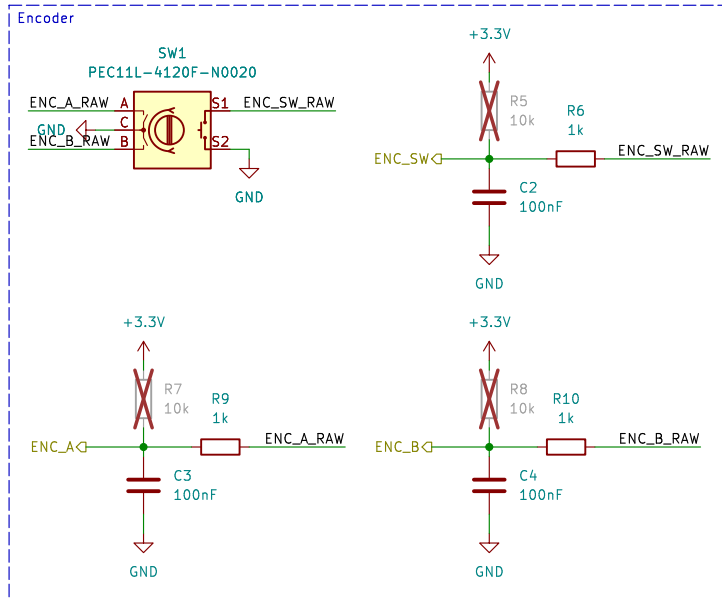 Encoder
SW1
PEC11L-4120F-N0020
ENC_A_RAW
A
S1
ENC_SW_RAW
GND
C
ENC_B_RAW
B
S2
GND
+3.3V
R5
10k
R6
1k
ENC_SW
ENC_SW_RAW
C2
100nF
GND
+3.3V
R7
10k
R9
1k
ENC_A
ENC_A_RAW
C3
100nF
GND
+3.3V
R8
10k
R10
1k
ENC_B
ENC_B_RAW
C4
100nF
GND